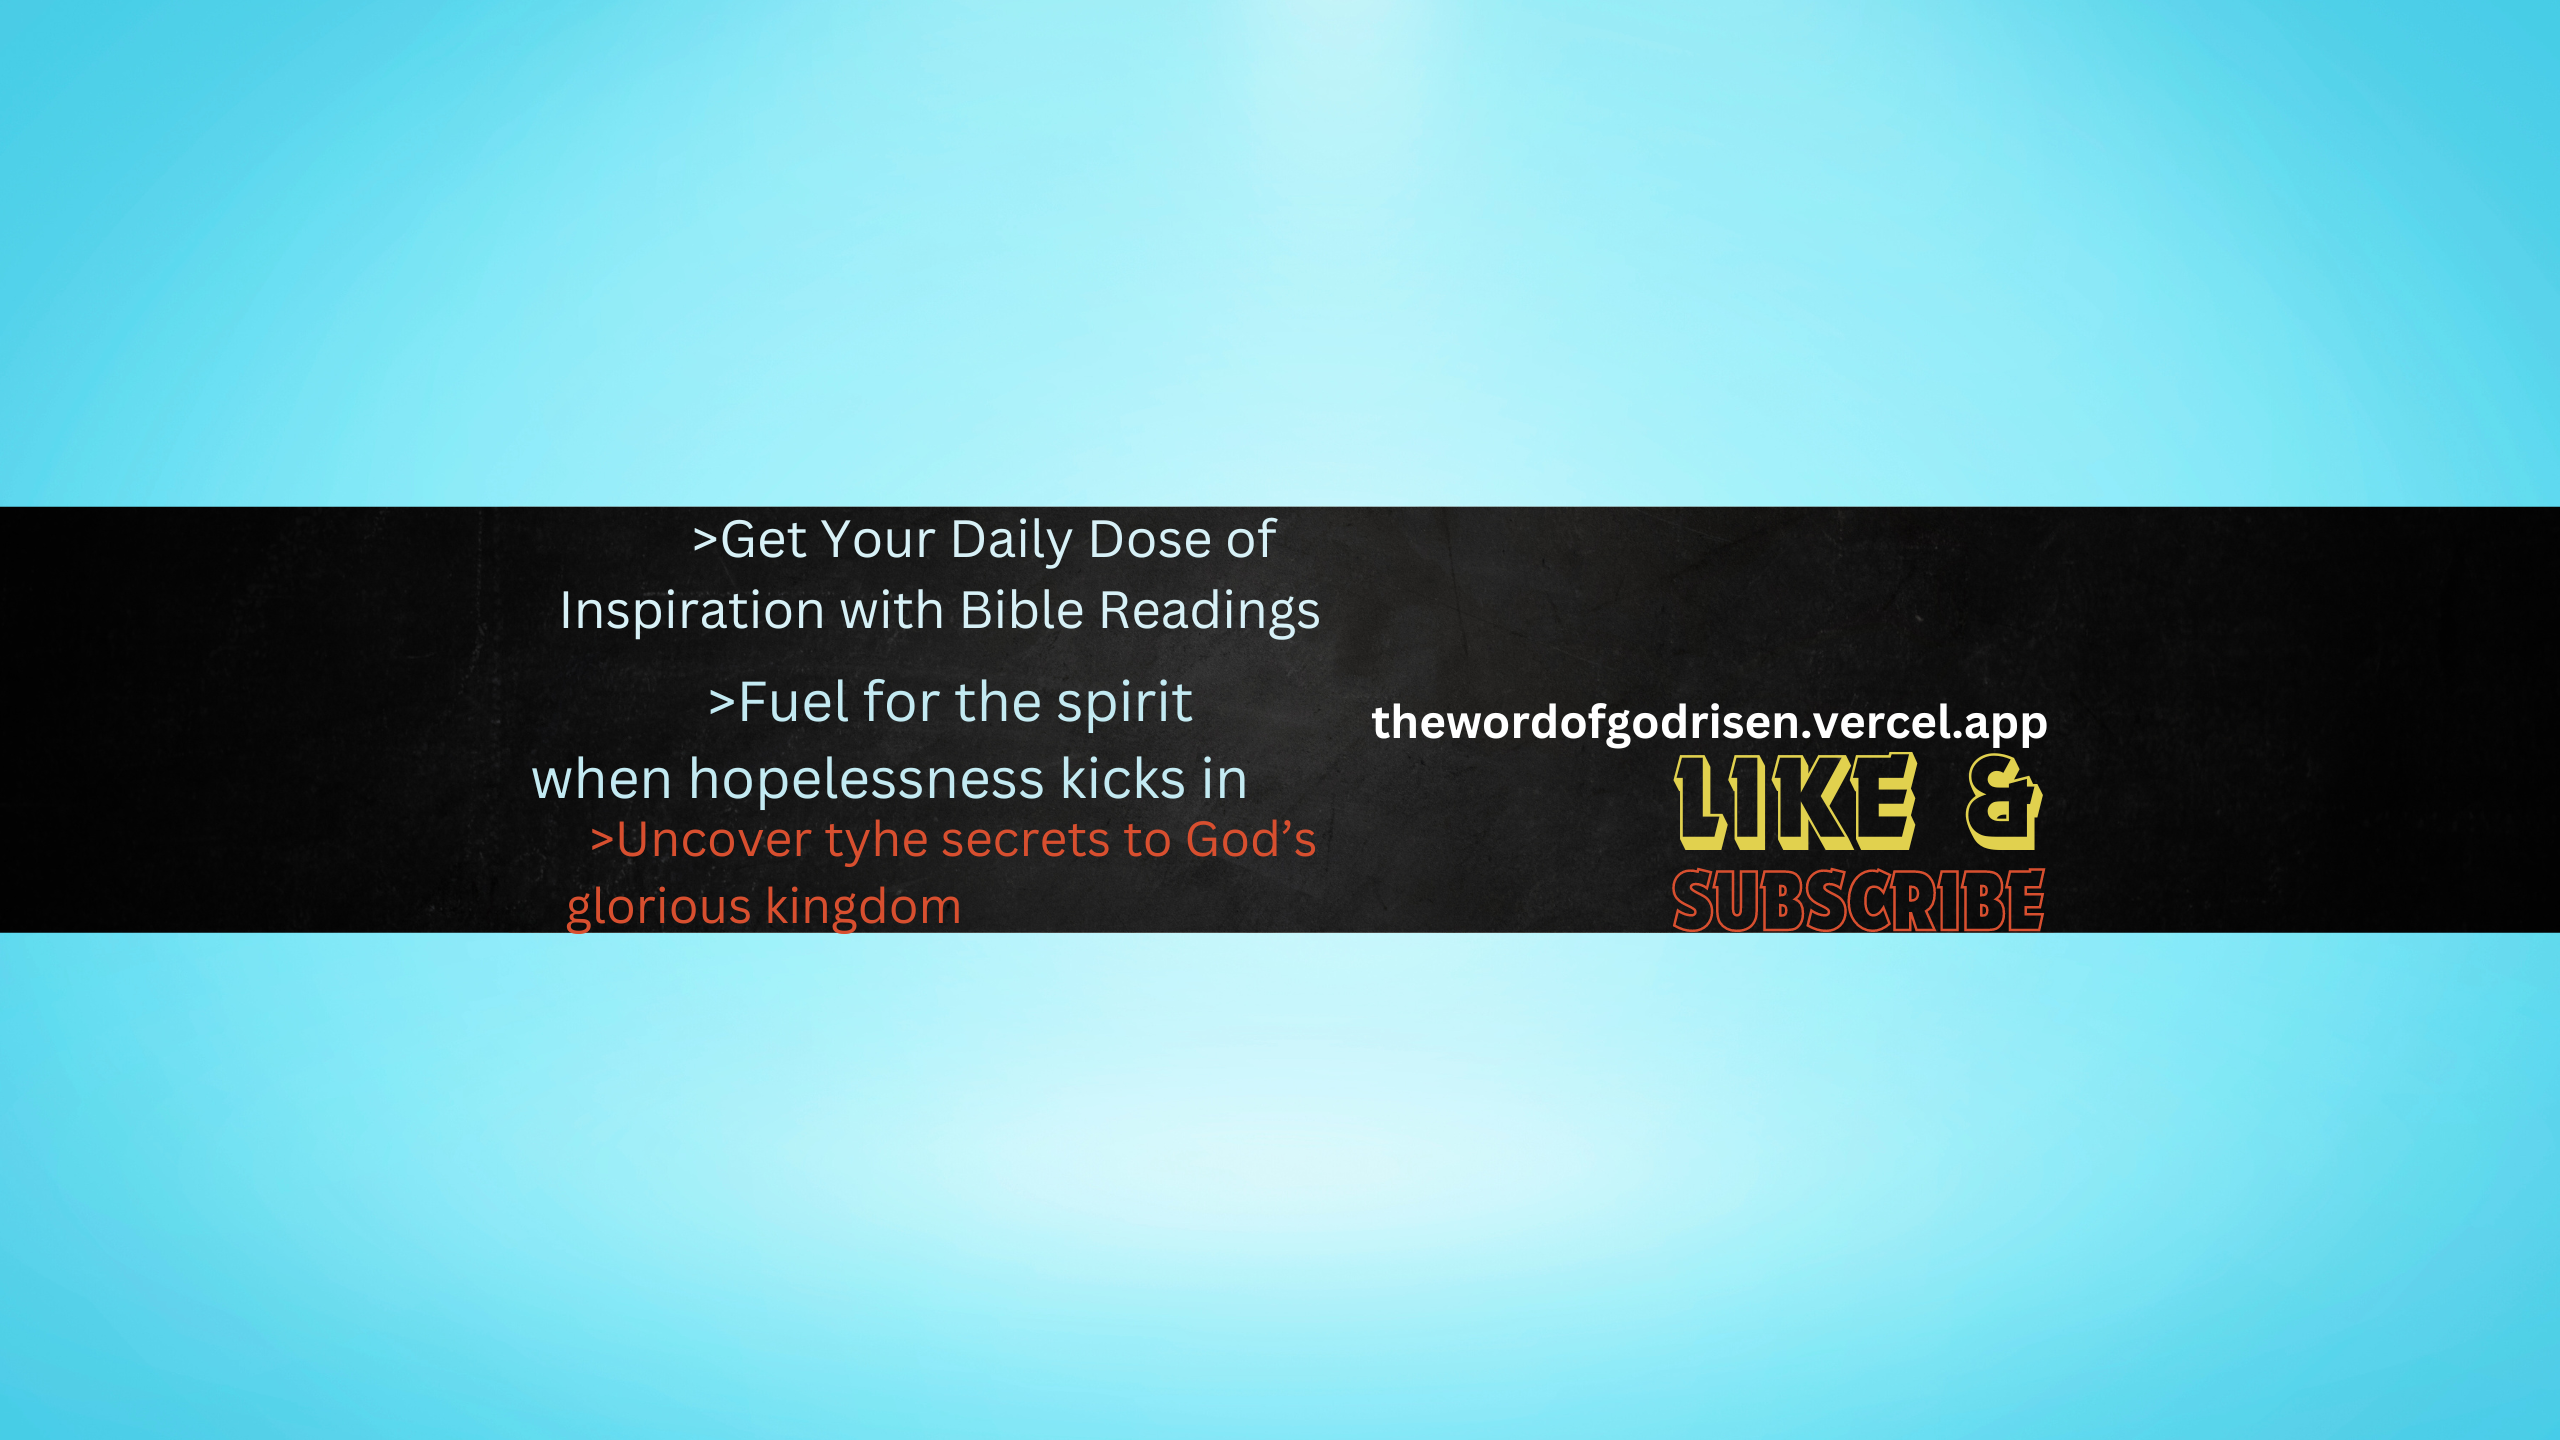 >Get Your Daily Dose of
Inspiration with Bible Readings
>Fuel for the spirit
when hopelessness kicks in
>Uncover tyhe secrets to God’s
glorious kingdom
thewordofgodrisen.vercel.app
LIKE &
SUBSCRIBE